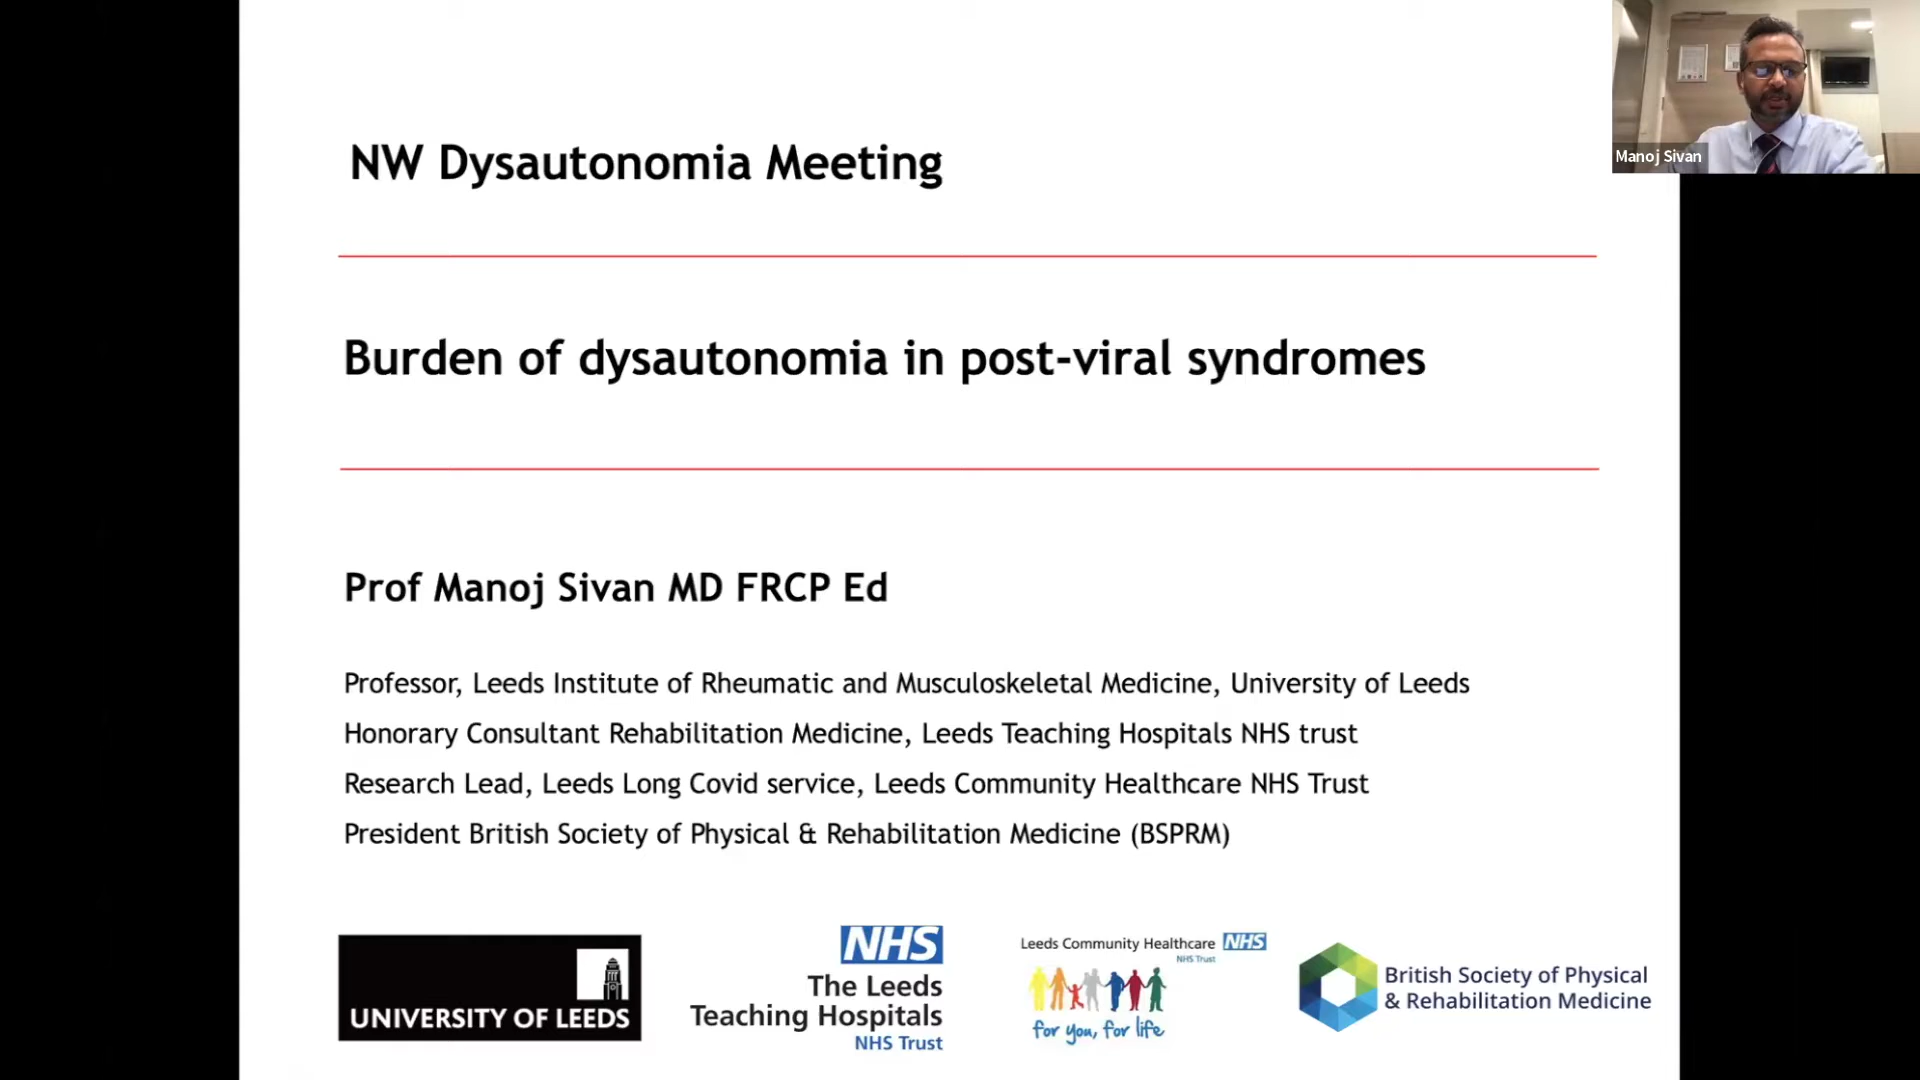 NW Dysautonomia Meeting
Manoj Sivan
Burden of dysautonomia in post-viral syndromes
Prof Manoj Sivan MD FRCP Ed
Professor, Leeds Institute of Rheumatic and Musculoskeletal Medicine, University of Leeds
Honorary Consultant Rehabilitation Medicine, Leeds Teaching Hospitals NHS trust
Research Lead, Leeds Long Covid service, Leeds Community Healthcare NHS Trust
President British Society of Physical & Rehabilitation Medicine (BSPRM)
UNIVERSITY OF LEEDS
NHS
The Leeds
Teaching Hospitals
NHS Trust
Leeds Community Healthcare NHS
NHS Trust
for you, for life
British Society of Physical
& Rehabilitation Medicine